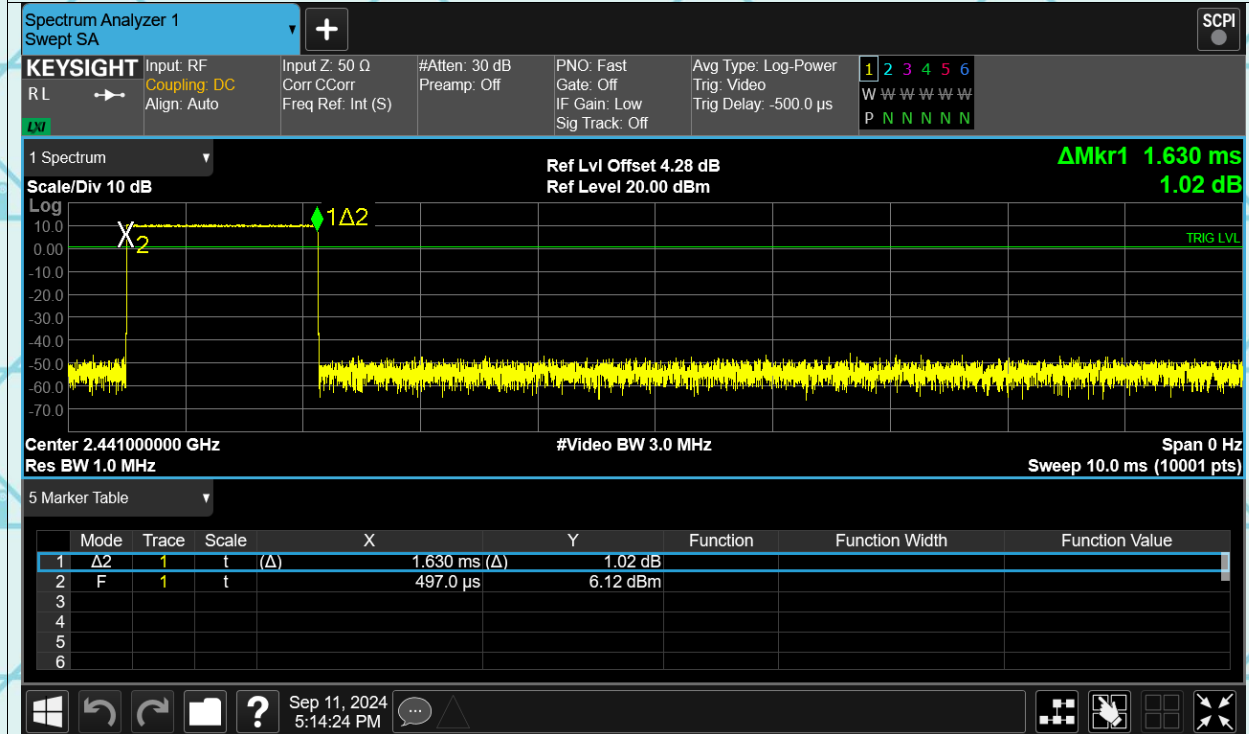 Spectrum Analyzer 1
Swept SA
SCPI
KEYSIGHT Input: RF Input Z: 50 Ω #Atten: 30 dB PNO: Fast Avg Type: Log-Power 1 2 3 4 5 6
RL Coupling: DC Corr CCorr Preamp: Off Gate: Off Trig: Video W W W W W W
Align: Auto Freq Ref: Int (S) IF Gain: Low Trig Delay: -500.0 µs P N N N N N
LXI Sig Track: Off
1 Spectrum Ref Lvl Offset 4.28 dB ΔMkr1 1.630 ms
Scale/Div 10 dB Ref Level 20.00 dBm 1.02 dB
Log
1Δ2
10.0
2
TRIG LVL
0.00
-10.0
-20.0
-30.0
-40.0
-50.0
-60.0
-70.0
Center 2.441000000 GHz #Video BW 3.0 MHz Span 0 Hz
Res BW 1.0 MHz Sweep 10.0 ms (10001 pts)
5 Marker Table
Mode Trace Scale X Y Function Function Width Function Value
1 Δ2 1 t (Δ) 1.630 ms (Δ) 1.02 dB
2 F 1 t 497.0 µs 6.12 dBm
3
4
5
6
? Sep 11, 2024
5:14:24 PM